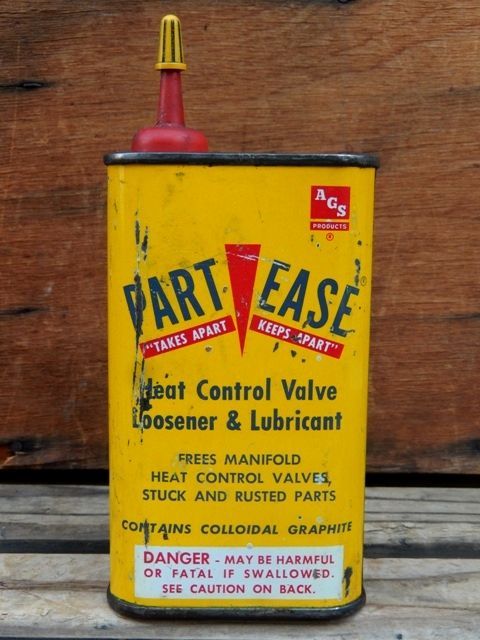 AGS
PRODUCTS
®
PART EASE®
"TAKES APART KEEPS APART"
Heat Control Valve
Loosener & Lubricant
FREES MANIFOLD
HEAT CONTROL VALVES,
STUCK AND RUSTED PARTS
CONTAINS COLLOIDAL GRAPHITE
DANGER - MAY BE HARMFUL
OR FATAL IF SWALLOWED.
SEE CAUTION ON BACK.